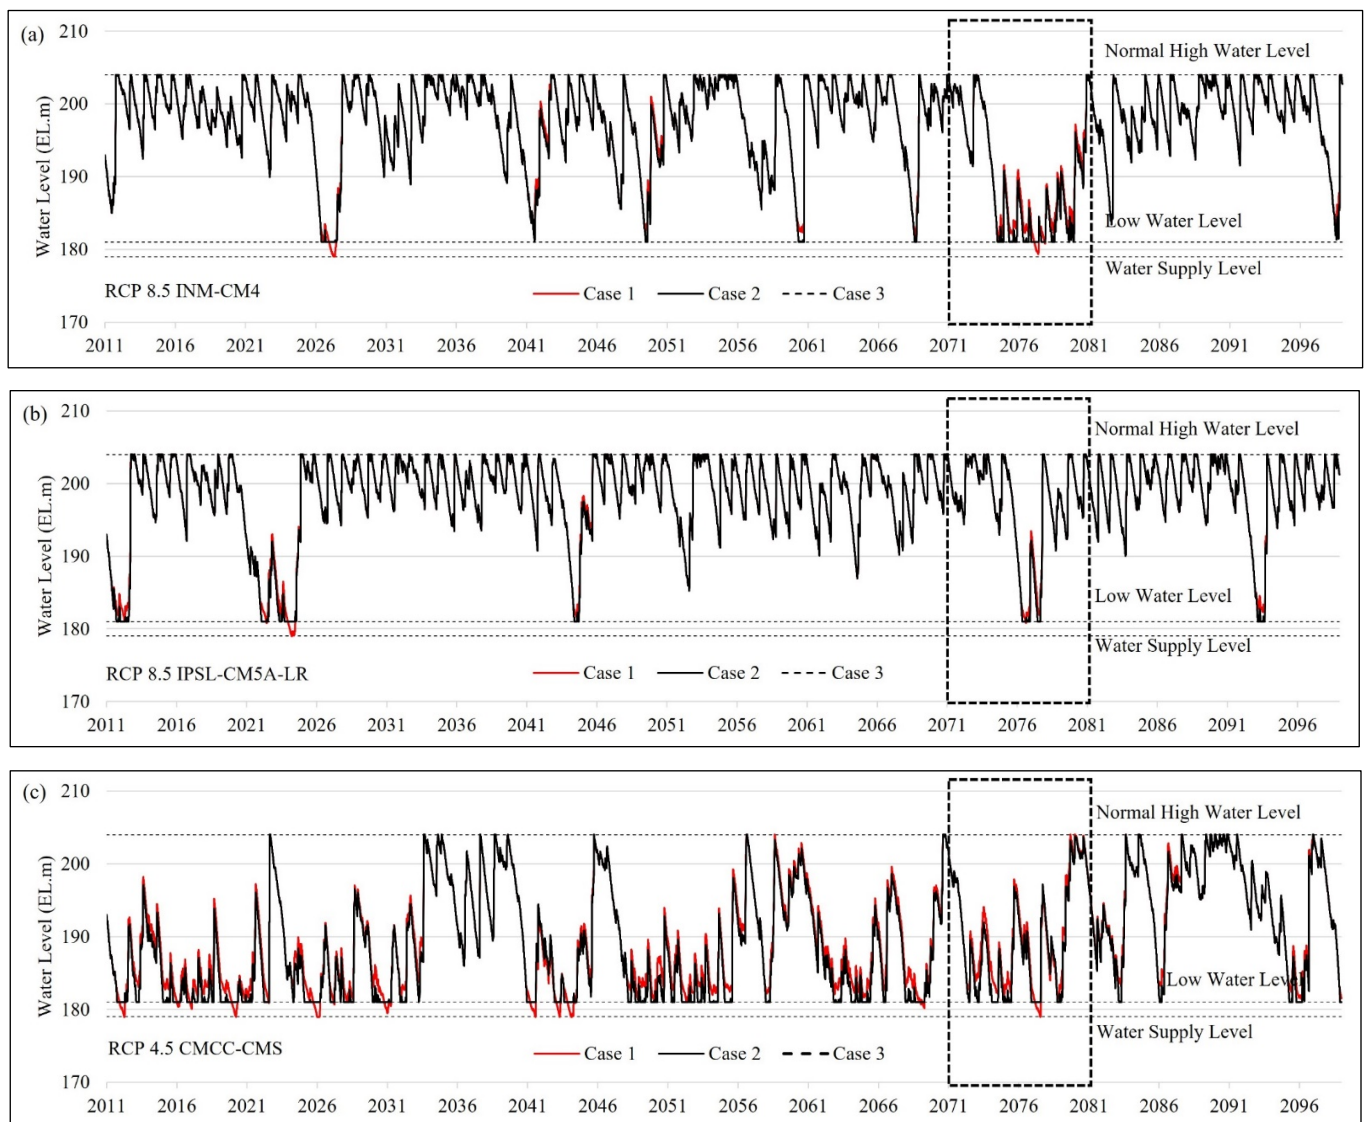 (a)
210
Normal High Water Level
200
190
Water Level (EL.m)
Low Water Level
180
Water Supply Level
RCP 8.5 INM-CM4
Case 1 Case 2 Case 3
170
2011 2016 2021 2026 2031 2036 2041 2046 2051 2056 2061 2066 2071 2076 2081 2086 2091 2096
(b)
210
Normal High Water Level
200
190
Water Level (EL.m)
Low Water Level
180
Water Supply Level
RCP 8.5 IPSL-CM5A-LR
Case 1 Case 2 Case 3
170
2011 2016 2021 2026 2031 2036 2041 2046 2051 2056 2061 2066 2071 2076 2081 2086 2091 2096
(c)
210
Normal High Water Level
200
190
Water Level (EL.m)
Low Water Level
180
Water Supply Level
RCP 4.5 CMCC-CMS
Case 1 Case 2 Case 3
170
2011 2016 2021 2026 2031 2036 2041 2046 2051 2056 2061 2066 2071 2076 2081 2086 2091 2096